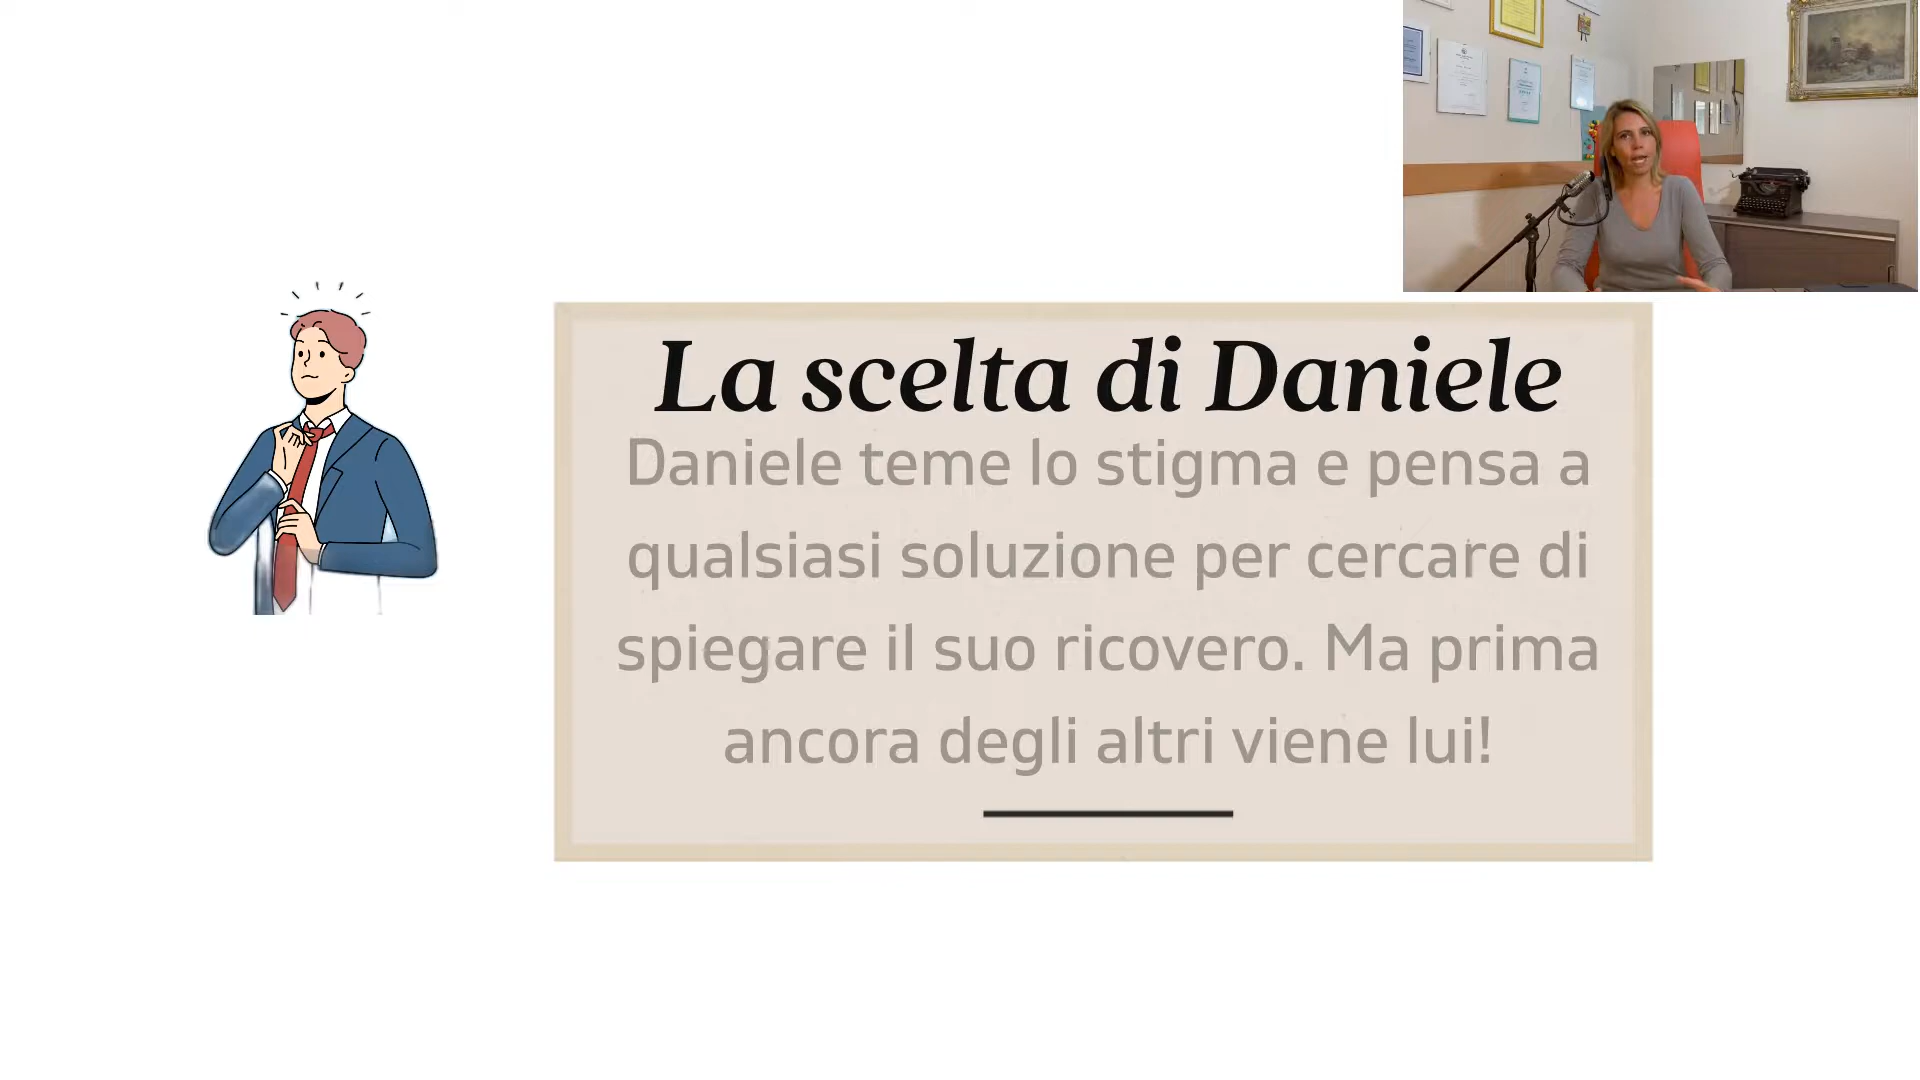 La scelta di Daniele
Daniele teme lo stigma e pensa a
qualsiasi soluzione per cercare di
spiegare il suo ricovero. Ma prima
ancora degli altri viene lui!